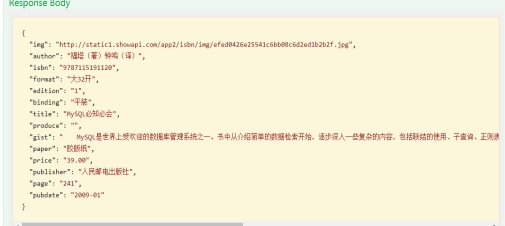 Response Body
{
"img": "http://static1.showapi.com/app2/isbn/img/efed0426e25541c6bb08c6d2ed1b2b2f.jpg",
"author": "福塔（著）钟鸣（译）",
"isbn": "9787115191120",
"format": "大32开",
"edition": "1",
"binding": "平装",
"title": "MySQL必知必会",
"produce": "",
"gist": " MySQL是世界上受欢迎的数据库管理系统之一。书中从介绍简单的数据检索开始，逐步深入一些复杂的内容，包括联结的使用、子查询、正则表
"paper": "胶版纸",
"price": "39.00",
"publisher": "人民邮电出版社",
"page": "241",
"pubdate": "2009-01"
}